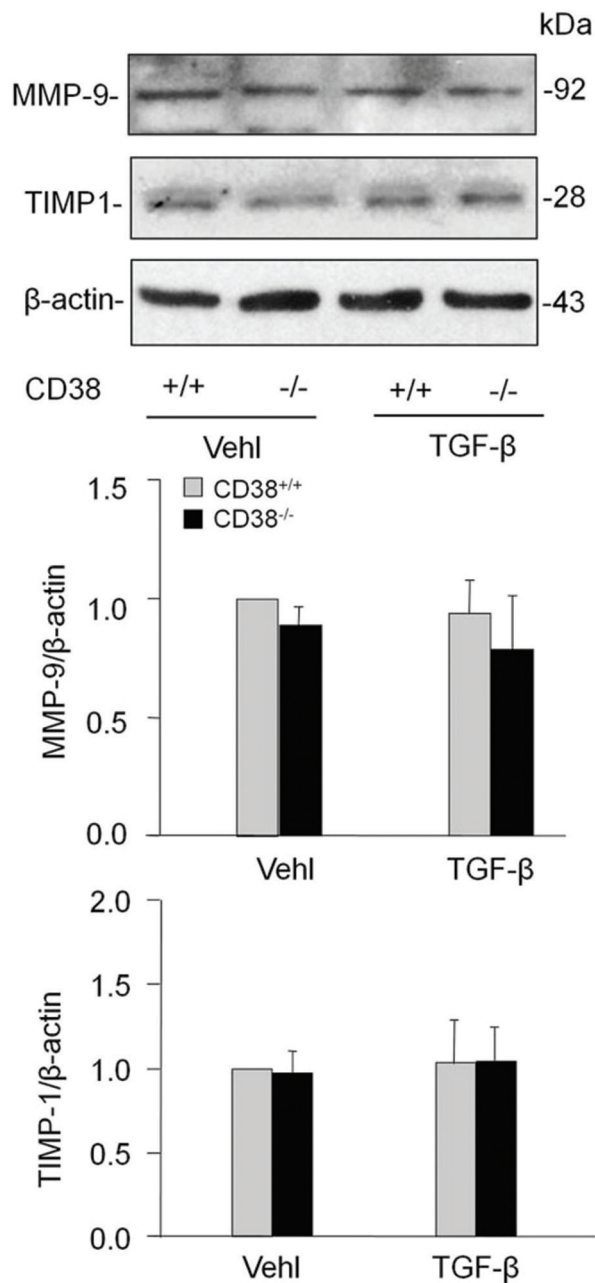 kDa
MMP-9- -92
TIMP1- -28
β-actin- -43
CD38 +/+ -/- +/+ -/-
Vehl TGF-β
1.5
CD38+/+
CD38-/-
1.0
0.5
0.0
MMP-9/β-actin
Vehl TGF-β
2.0
1.5
1.0
0.5
0.0
TIMP-1/β-actin
Vehl TGF-β